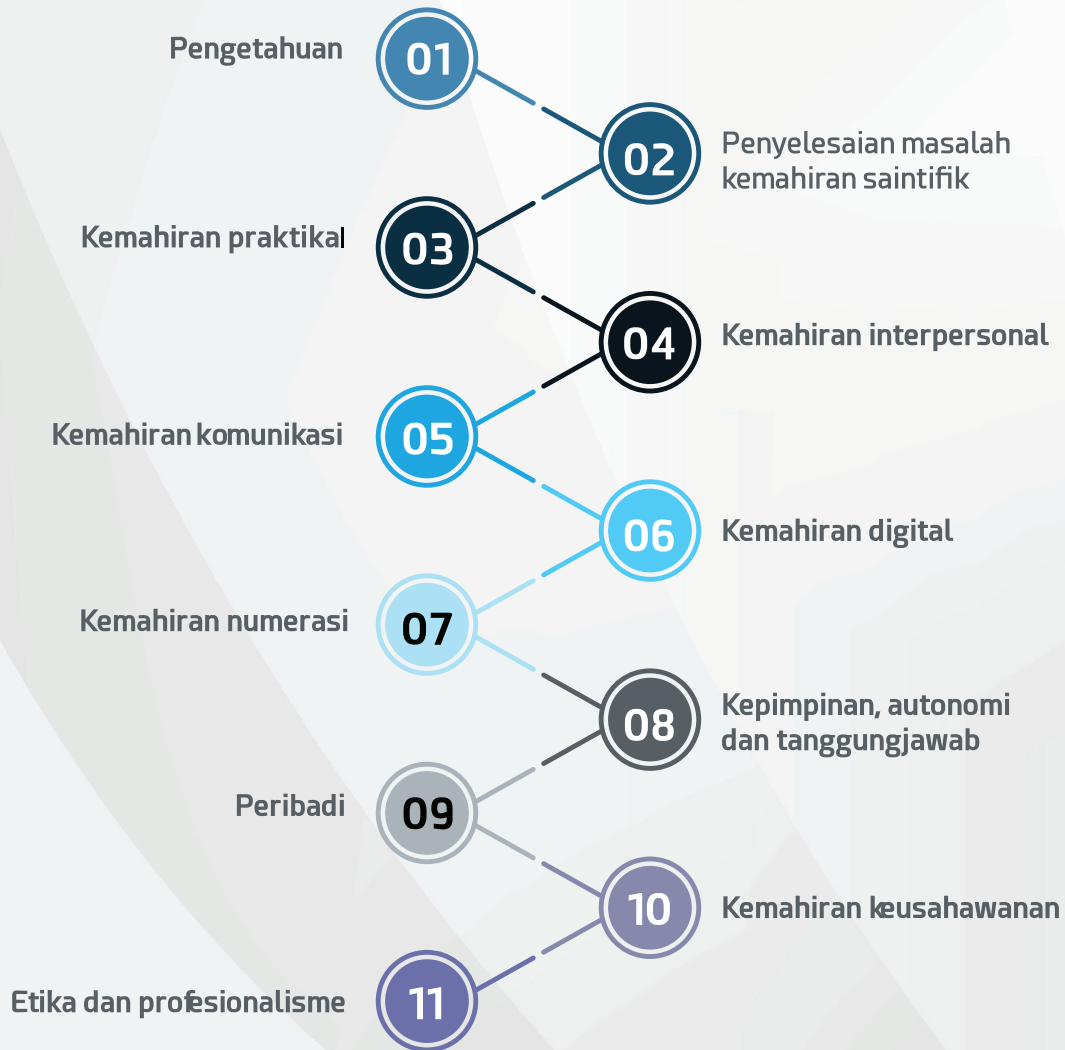 Pengetahuan
01
02
Penyelesaian masalah
kemahiran saintifik
Kemahiran praktikal
03
04
Kemahiran interpersonal
Kemahiran komunikasi
05
06
Kemahiran digital
Kemahiran numerasi
07
08
Kepimpinan, autonomi
dan tanggungjawab
Peribadi
09
10
Kemahiran keusahawanan
Etika dan profesionalisme
11